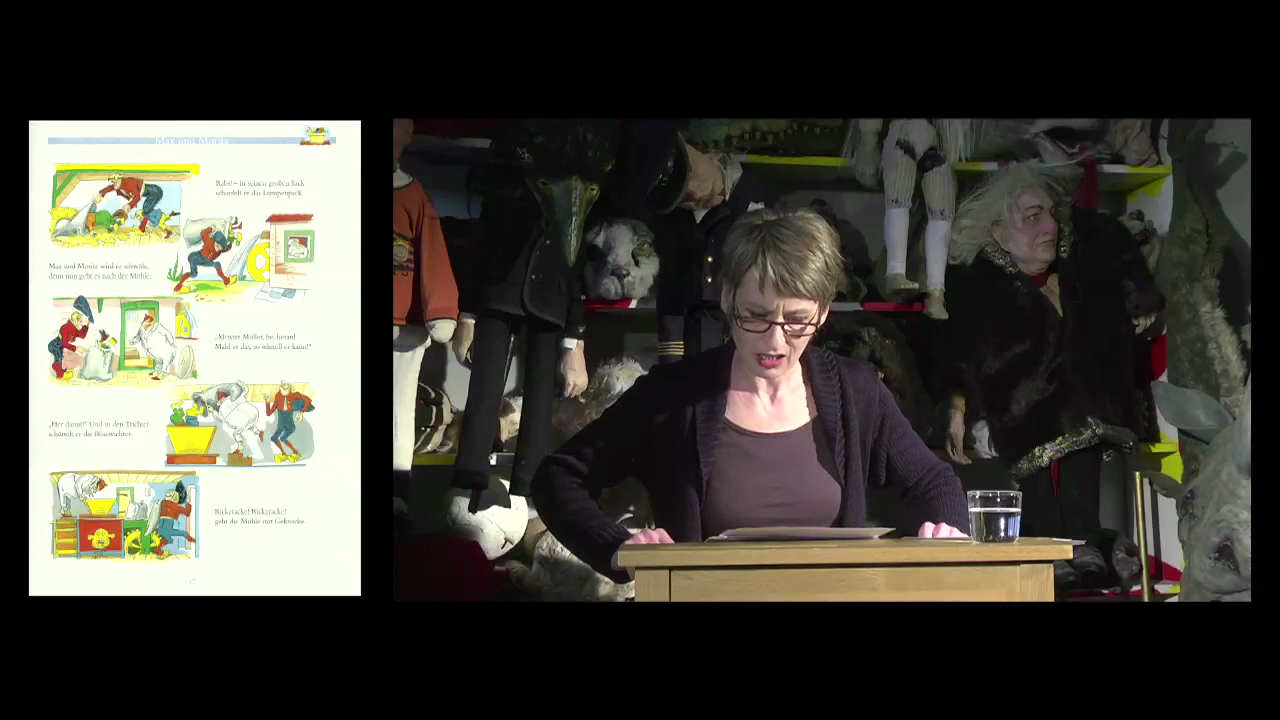 Max und Moritz
Rabs! – in seinen großen Sack
schaufelt er das Lumpenpack.
Max und Moritz wird es schwüle,
denn nun geht es nach der Mühle.
„Meister Müller, he, heran!
Mahl er das, so schnell er kann!“
„Her damit!“ Und in den Trichter
schüttelt er die Bösewichter.
Rickeracke! Rickeracke!
geht die Mühle mit Geknacke.
17